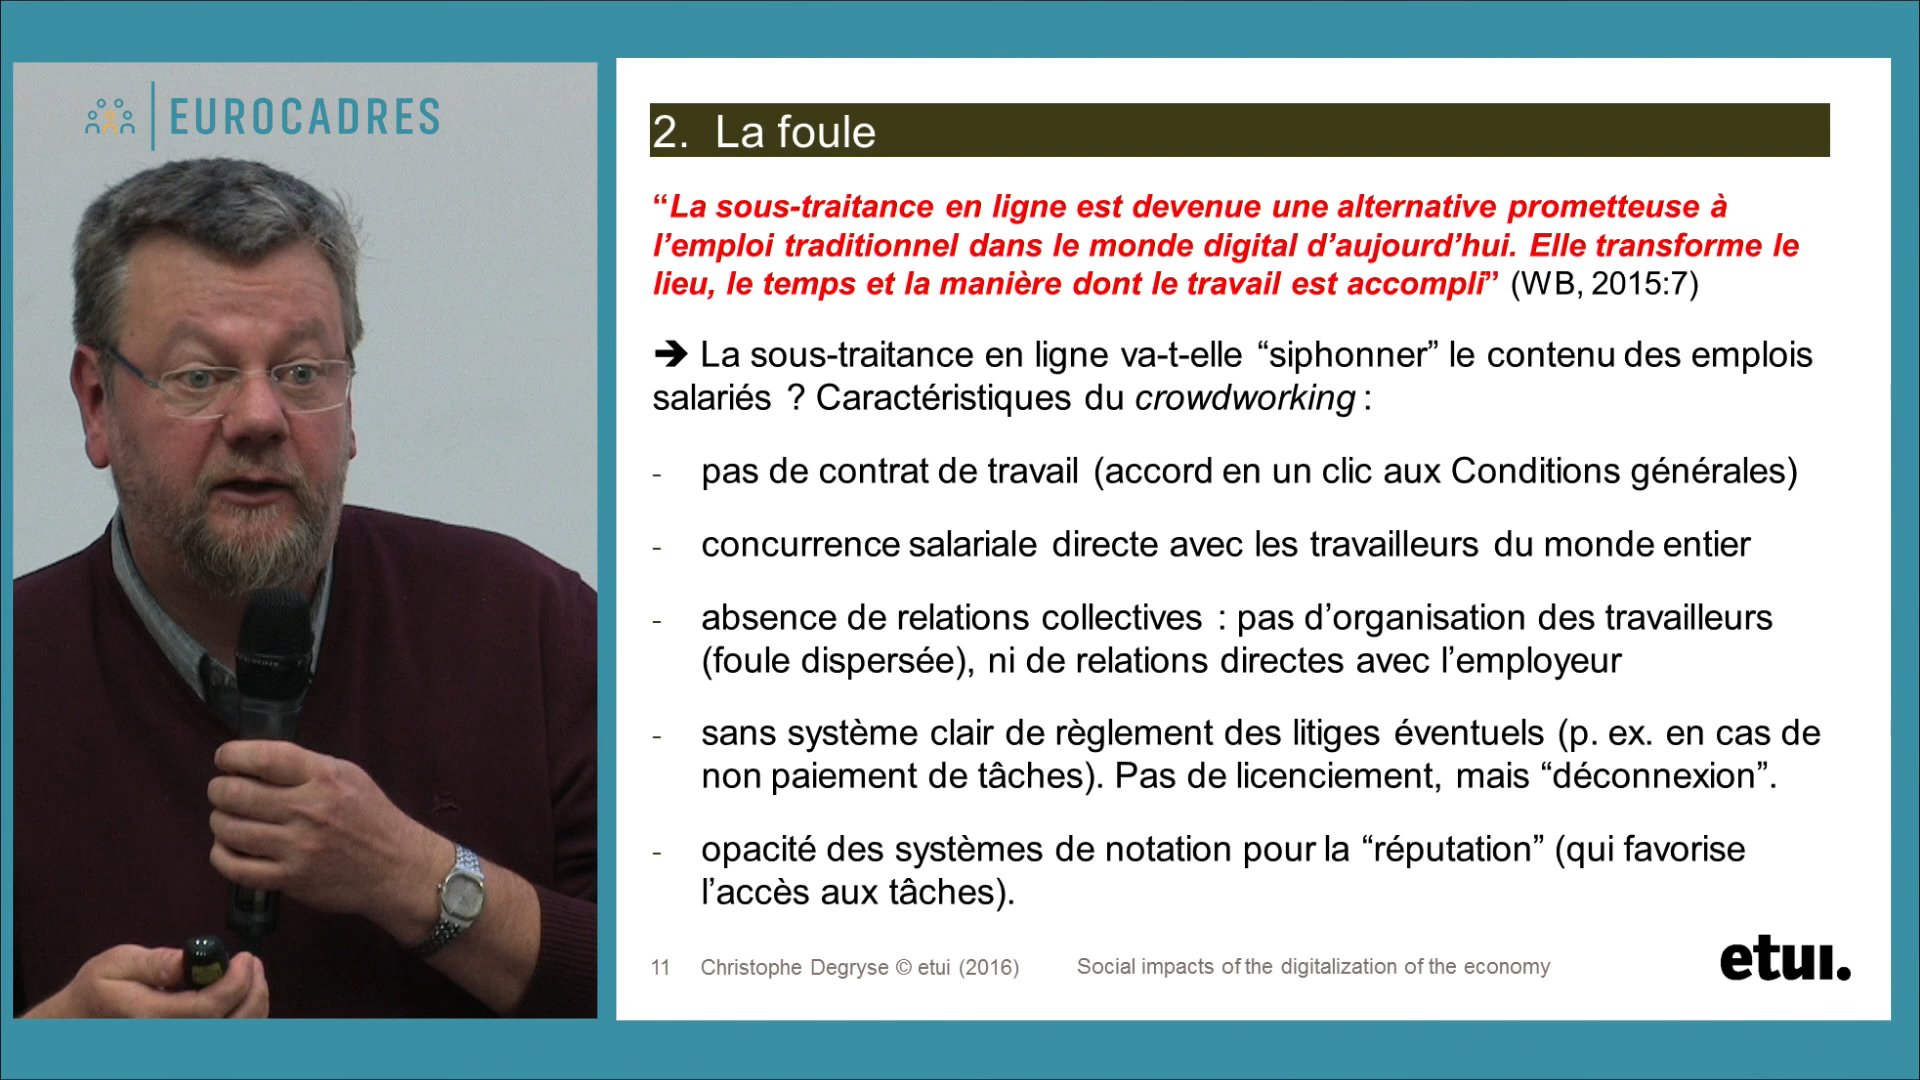 EUROCADRES
2. La foule
“La sous-traitance en ligne est devenue une alternative prometteuse à
l’emploi traditionnel dans le monde digital d’aujourd’hui. Elle transforme le
lieu, le temps et la manière dont le travail est accompli” (WB, 2015:7)
➔ La sous-traitance en ligne va-t-elle “siphonner” le contenu des emplois
salariés ? Caractéristiques du crowdworking :
- pas de contrat de travail (accord en un clic aux Conditions générales)
- concurrence salariale directe avec les travailleurs du monde entier
- absence de relations collectives : pas d’organisation des travailleurs
(foule dispersée), ni de relations directes avec l’employeur
- sans système clair de règlement des litiges éventuels (p. ex. en cas de
non paiement de tâches). Pas de licenciement, mais “déconnexion”.
- opacité des systèmes de notation pour la “réputation” (qui favorise
l’accès aux tâches).
11 Christophe Degryse © etui (2016) Social impacts of the digitalization of the economy
etui.